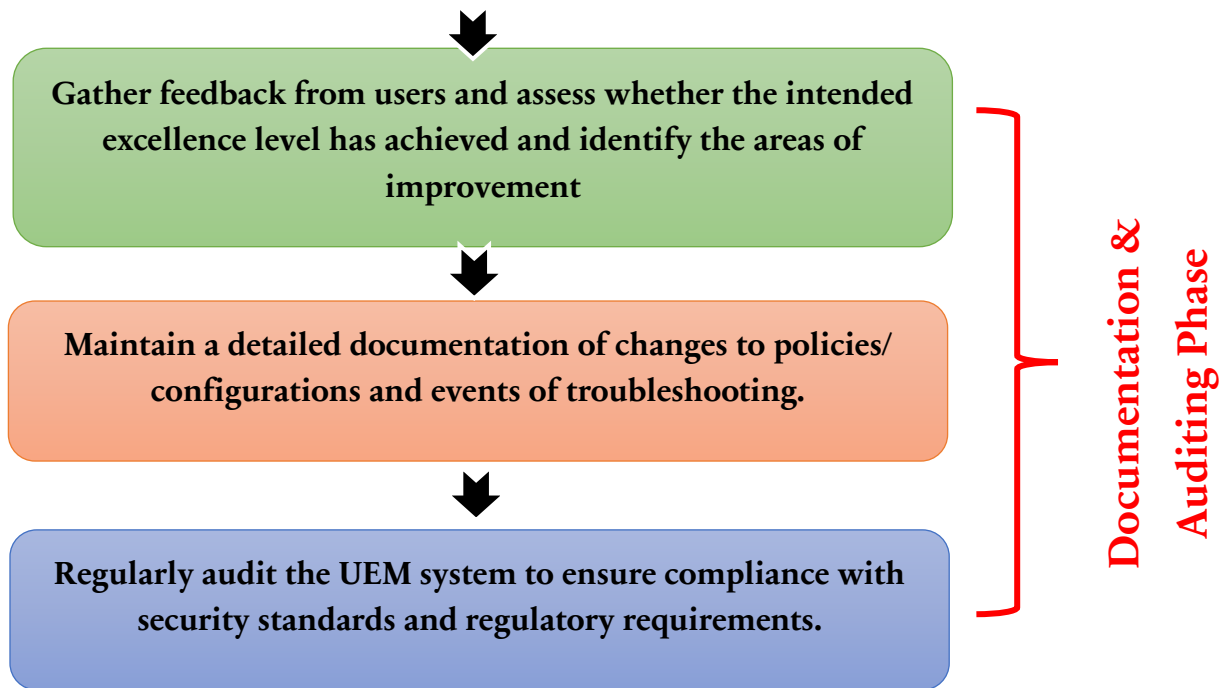 Gather feedback from users and assess whether the intended
excellence level has achieved and identify the areas of
improvement
Maintain a detailed documentation of changes to policies/
configurations and events of troubleshooting.
Regularly audit the UEM system to ensure compliance with
security standards and regulatory requirements.
Documentation &
Auditing Phase